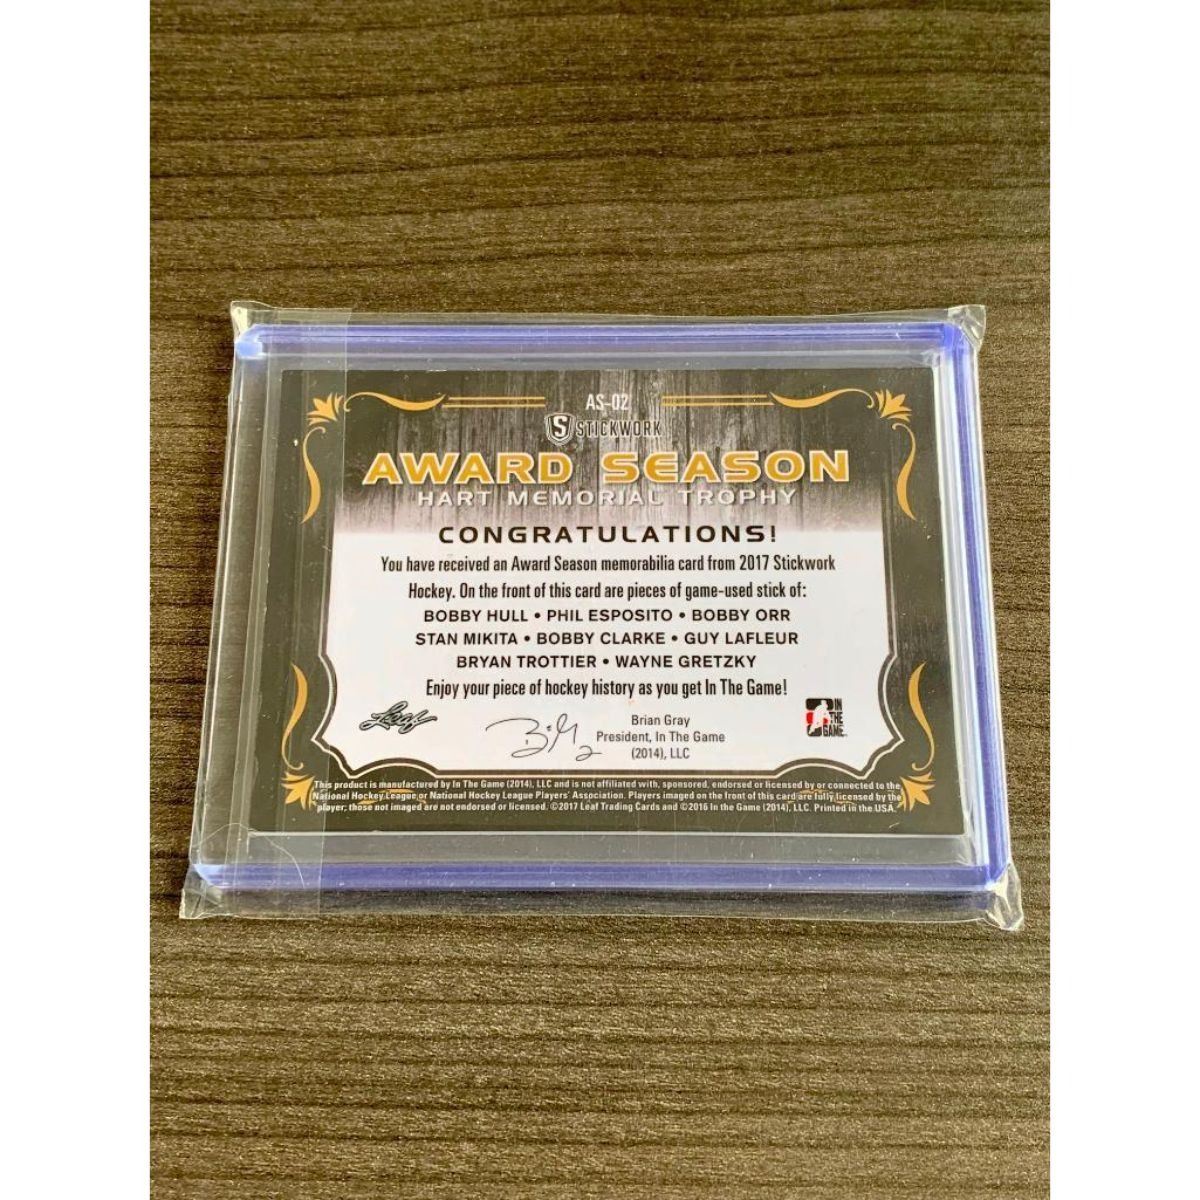 AS-02
S STICKWORK
AWARD SEASON
HART MEMORIAL TROPHY
CONGRATULATIONS!
You have received an Award Season memorabilia card from 2017 Stickwork
Hockey. On the front of this card are pieces of game-used stick of:
BOBBY HULL • PHIL ESPOSITO • BOBBY ORR
STAN MIKITA • BOBBY CLARKE • GUY LAFLEUR
BRYAN TROTTIER • WAYNE GRETZKY
Enjoy your piece of hockey history as you get In The Game!
Leaf
Brian Gray
President, In The Game
(2014), LLC
IN
THE
GAME
This product is manufactured by In The Game (2014), LLC and is not affiliated with, sponsored, endorsed or licensed by or connected to the
National Hockey League or National Hockey League Players' Association. Players imaged on the front of this card are fully licensed by the
player; those not imaged are not endorsed or licensed. ©2017 Leaf Trading Cards and ©2016 In the Game (2014), LLC. Printed in the USA.